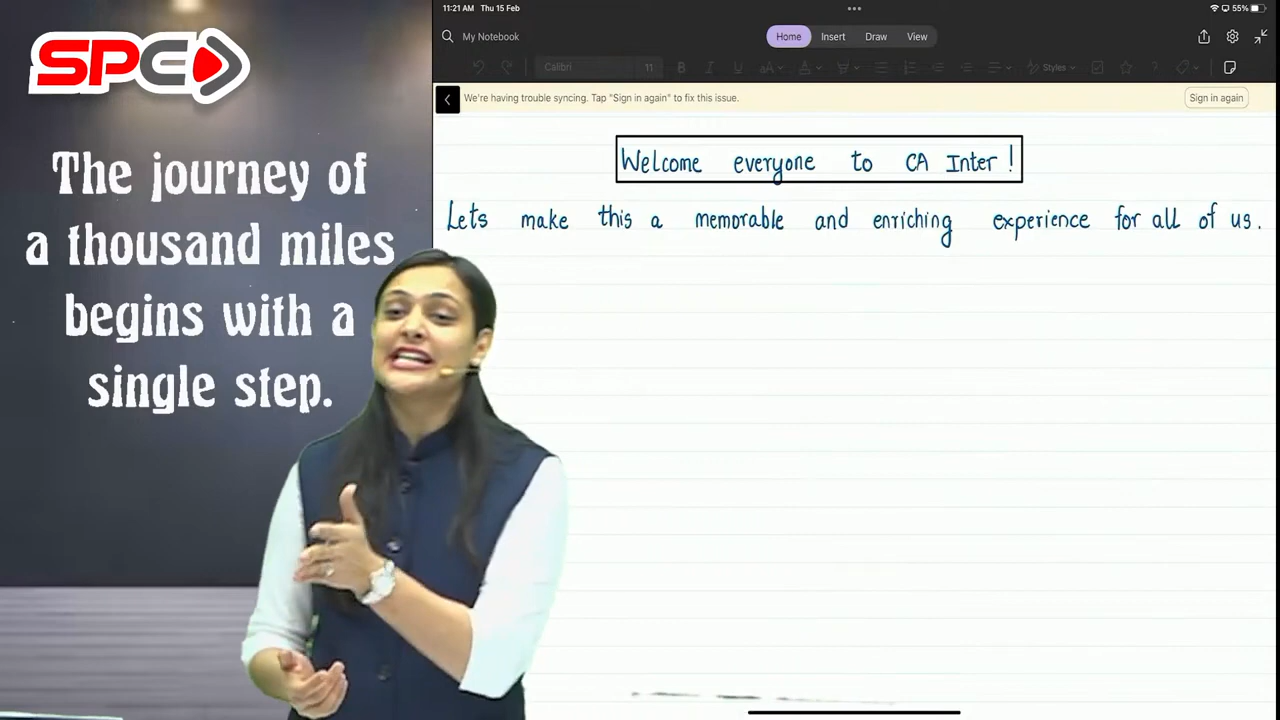 SPC
The journey of
a thousand miles
begins with a
single step.
11:21 AM Thu 15 Feb
55%
My Notebook
Home Insert Draw View
Calibri 11 B I U Styles
We're having trouble syncing. Tap "Sign in again" to fix this issue.
Sign in again
Welcome everyone to CA Inter!
Lets make this a memorable and enriching experience for all of us.